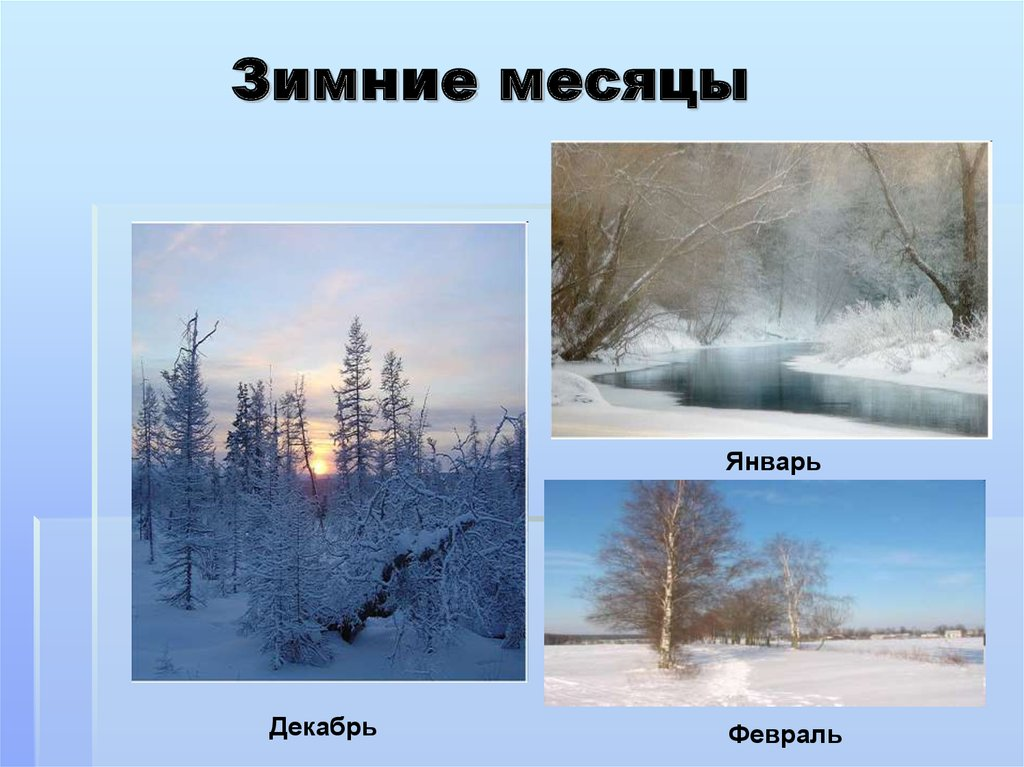 Зимние месяцы
Январь
Декабрь
Февраль